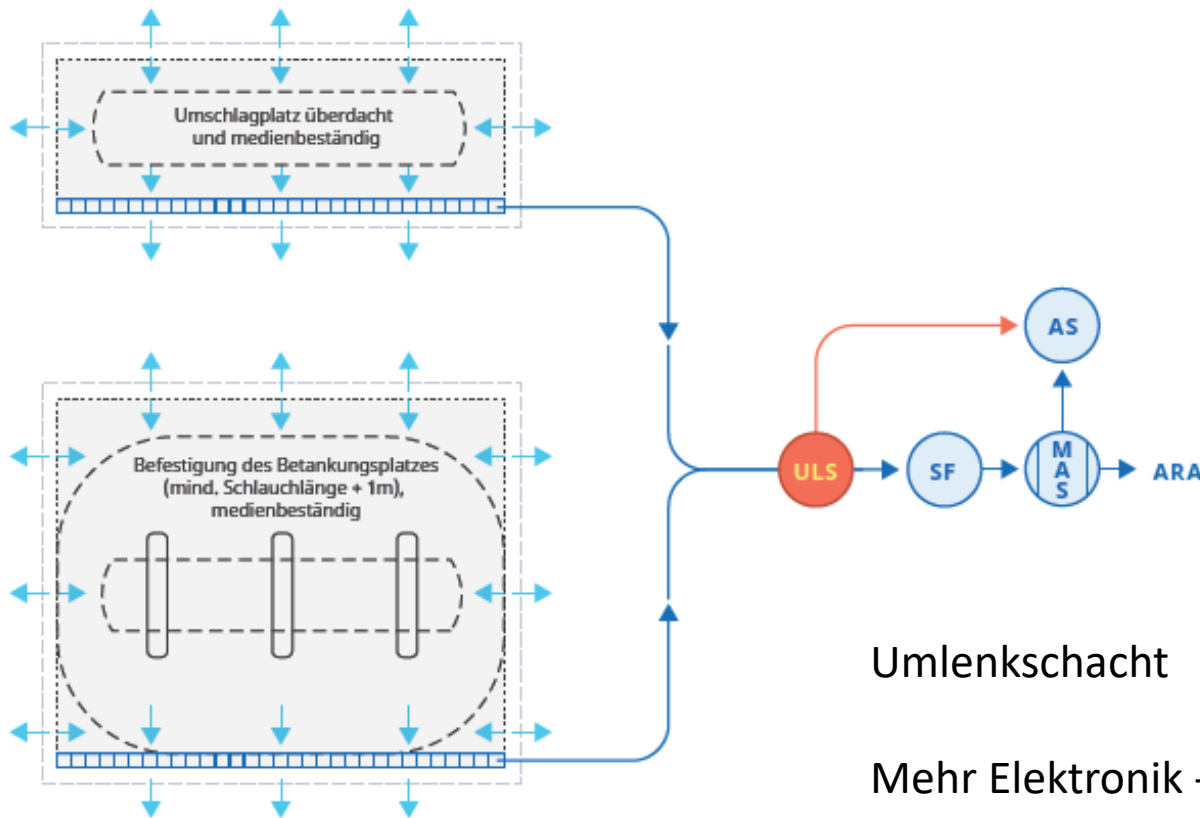 Umschlagplatz überdacht
und medienbeständig
Befestigung des Betankungsplatzes
(mind. Schlauchlänge + 1m),
medienbeständig
AS
ULS
SF
M
A
S
ARA
Umlenkschacht
Mehr Elektronik -